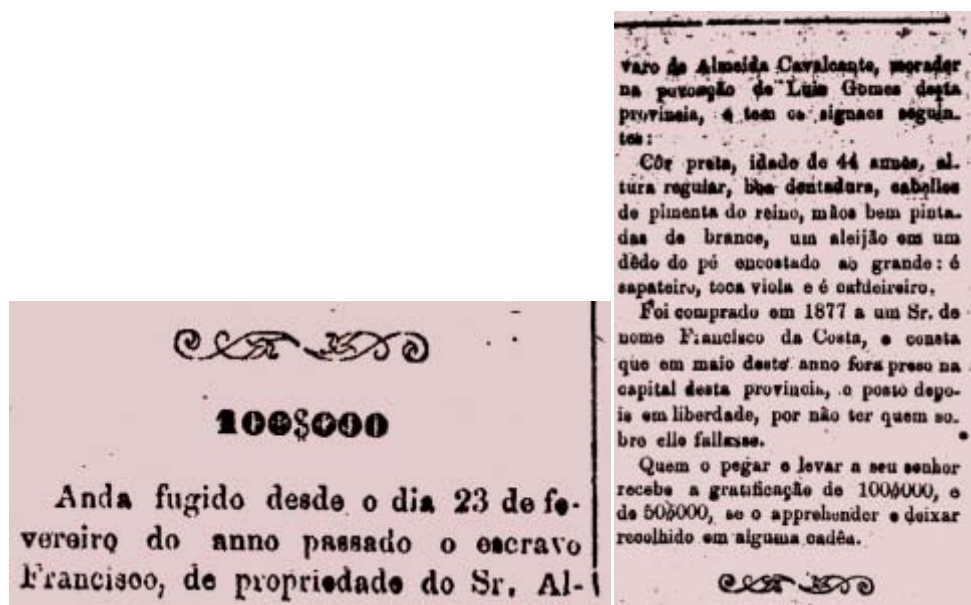 100$000
Anda fugido desde o dia 23 de fe-
vereiro do anno passado o escravo
Francisco, de propriedade do Sr. Al-
varo de Almeida Cavalcante, morador
na povoação de Luis Gomes desta
provincia, e tem os signaes seguin-
tes:
Côr preta, idade de 44 annos, al-
tura regular, boa dentadura, cabellos
de pimenta do reino, mãos bem pinta-
das de branco, um aleijão em um
dêdo do pé encostado ao grande: é
sapateiro, toca viola e é caldeireiro.
Foi comprado em 1877 a um Sr. de
nome Francisco da Costa, e consta
que em maio deste anno fora preso na
capital desta provincia, e posto depo-
is em liberdade, por não ter quem so-
bre elle fallasse.
Quem o pegar e levar a seu senhor
recebe a gratificação de 100$000, e
de 50$000, se o apprehender e deixar
recolhido em alguma cadêa.